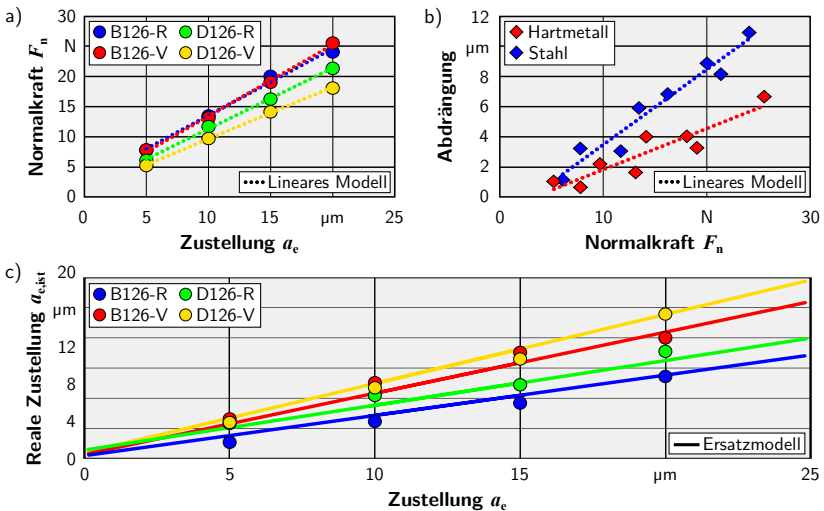 a)
Normalkraft Fn
N
20
15
10
5
0
B126-R
D126-R
B126-V
D126-V
Lineares Modell
0
5
10
15
µm
25
Zustellung ae
b)
Abdrängung
12
µm
8
6
4
2
0
Hartmetall
Stahl
Lineares Modell
0
10
N
30
Normalkraft Fn
c)
Reale Zustellung ae,ist
20
µm
12
8
4
0
B126-R
D126-R
B126-V
D126-V
Ersatzmodell
0
5
10
15
µm
25
Zustellung ae